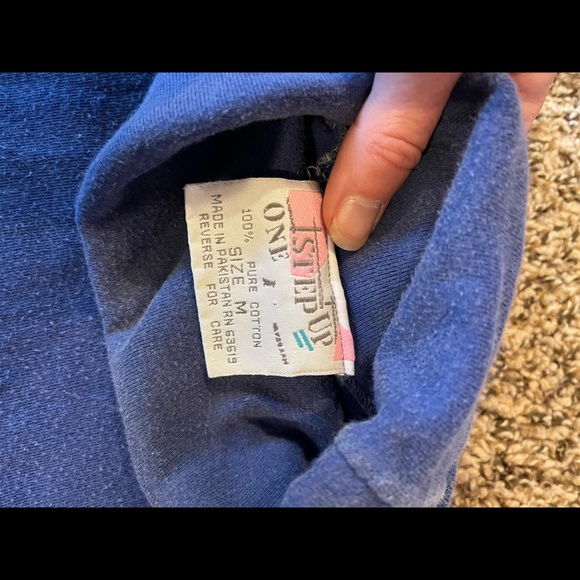 ONE
STEP UP
100% PURE COTTON
SIZE M
MADE IN PAKISTAN RN 63619
REVERSE FOR CARE